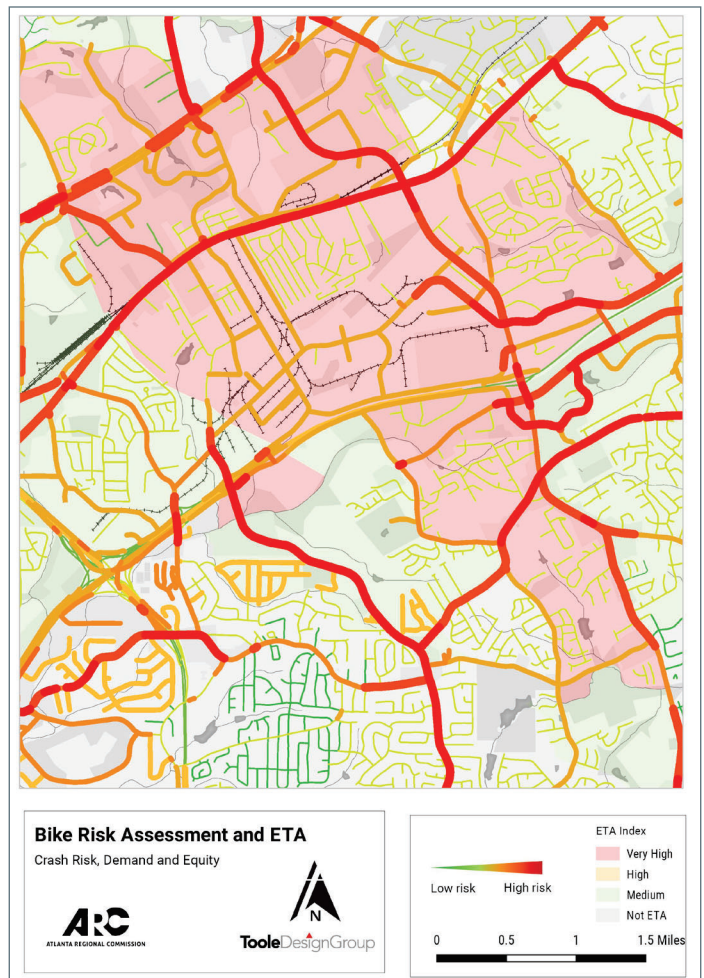 Bike Risk Assessment and ETA
Crash Risk, Demand and Equity
ARC
ATLANTA REGIONAL COMMISSION
N
TooleDesignGroup
Low risk
High risk
ETA Index
Very High
High
Medium
Not ETA
0 0.5 1 1.5 Miles